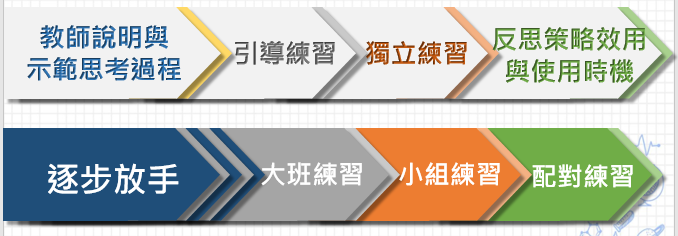 教師說明與
示範思考過程
引導練習
獨立練習
反思策略效用
與使用時機
逐步放手
大班練習
小組練習
配對練習